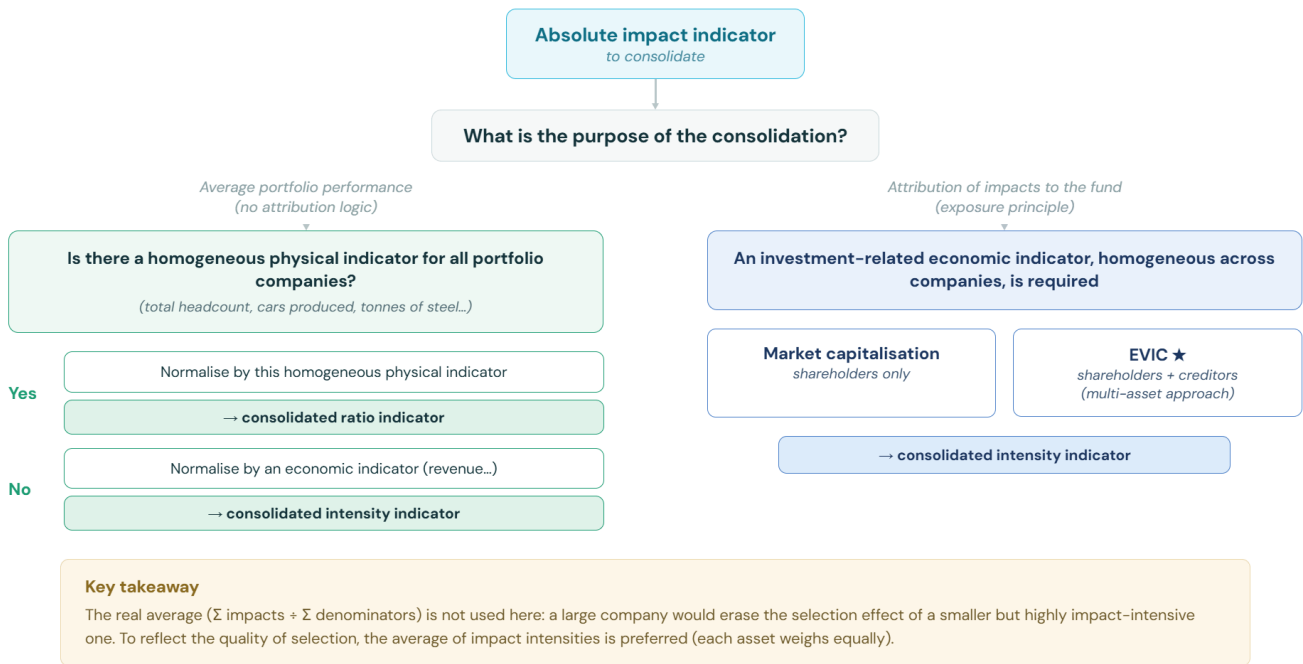 Absolute impact indicator
to consolidate
What is the purpose of the consolidation?
Average portfolio performance
(no attribution logic)
Attribution of impacts to the fund
(exposure principle)
Is there a homogeneous physical indicator for all portfolio
companies?
(total headcount, cars produced, tonnes of steel...)
An investment-related economic indicator, homogeneous across
companies, is required
Yes
Normalise by this homogeneous physical indicator
→ consolidated ratio indicator
No
Normalise by an economic indicator (revenue...)
→ consolidated intensity indicator
Market capitalisation
shareholders only
EVIC ★
shareholders + creditors
(multi-asset approach)
→ consolidated intensity indicator
Key takeaway
The real average (Σ impacts ÷ Σ denominators) is not used here: a large company would erase the selection effect of a smaller but highly impact-intensive
one. To reflect the quality of selection, the average of impact intensities is preferred (each asset weighs equally).